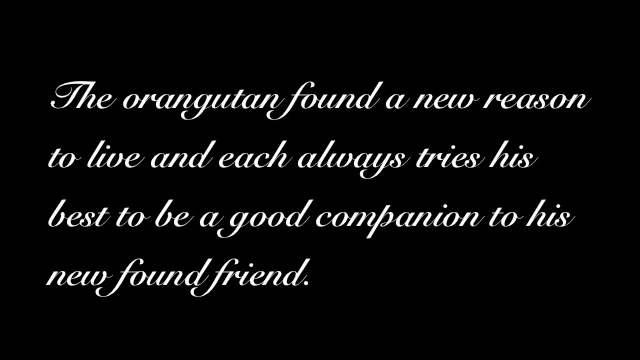 The orangutan found a new reason
to live and each always tries his
best to be a good companion to his
new found friend.